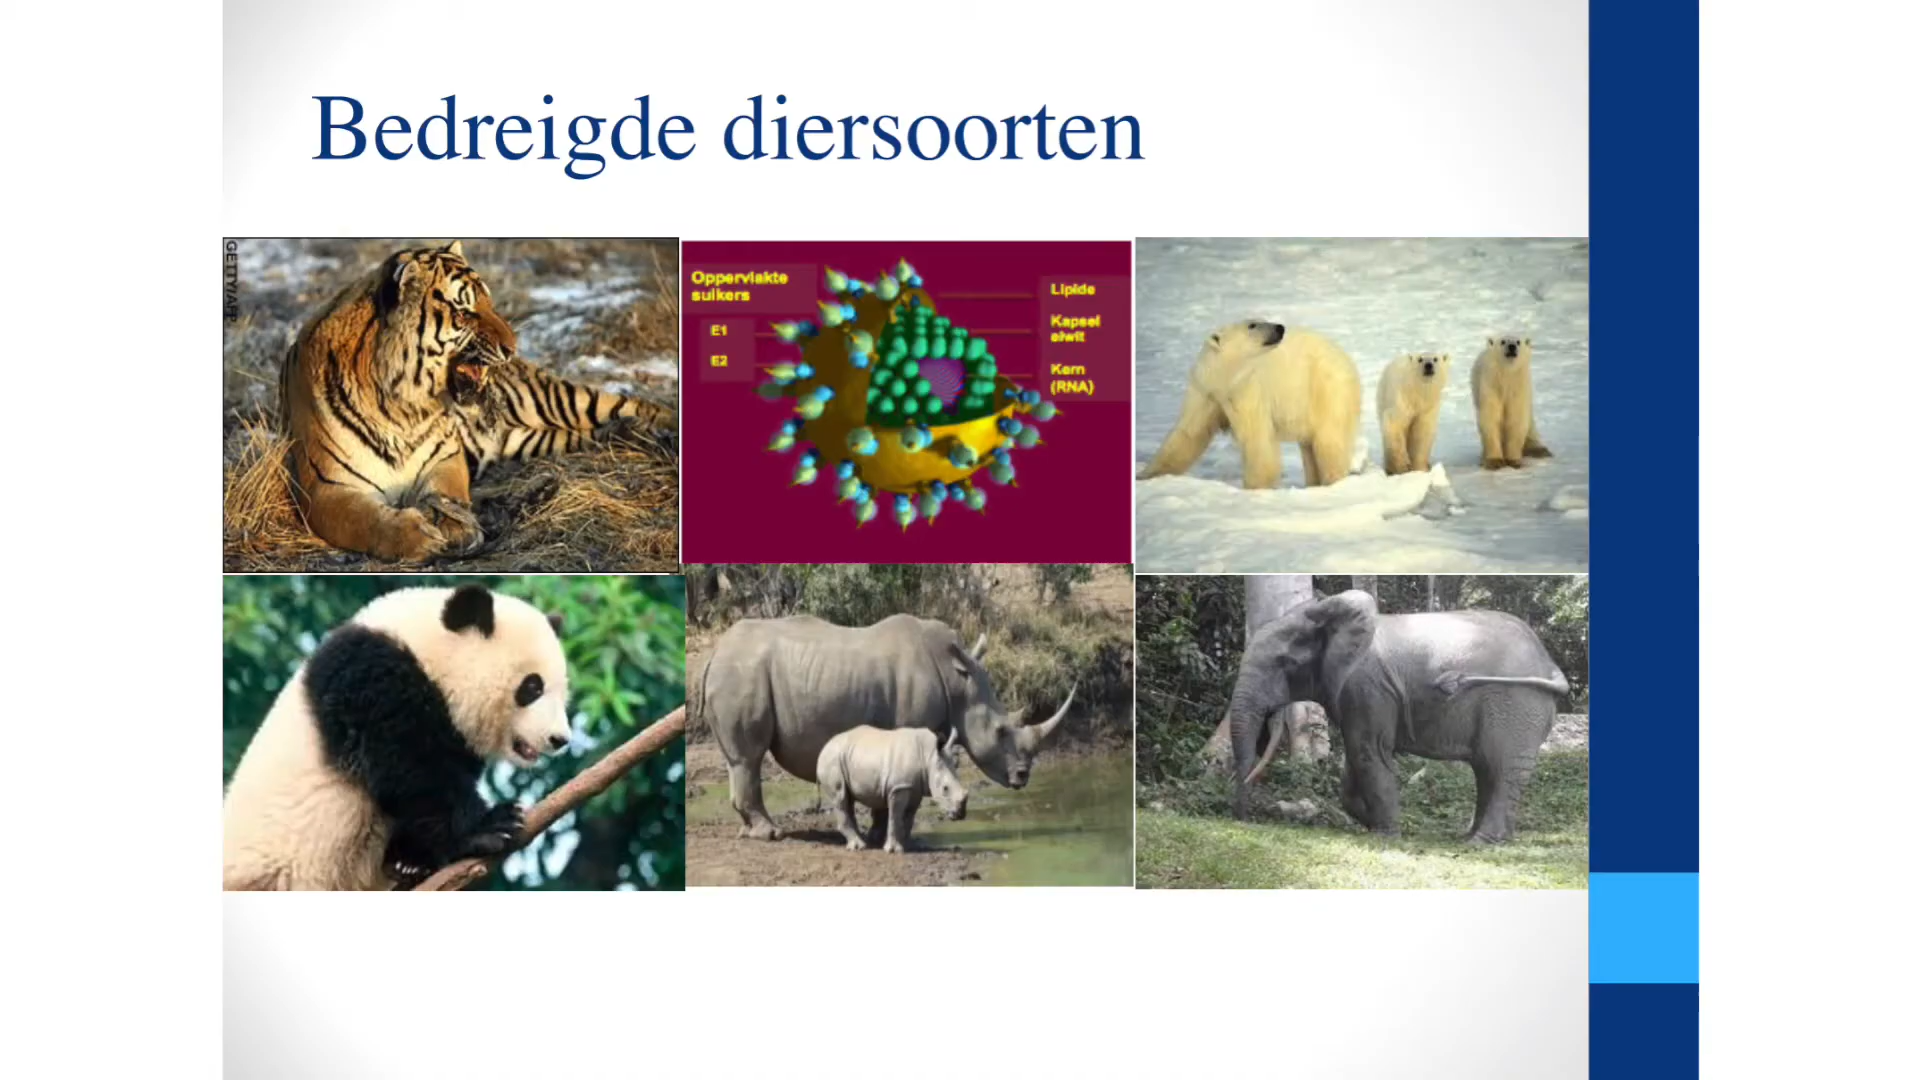 Bedreigde diersoorten
GETTY/AFP
Oppervlakte
suikers
E1
E2
Lipide
Kapsel
eiwit
Kern
(RNA)